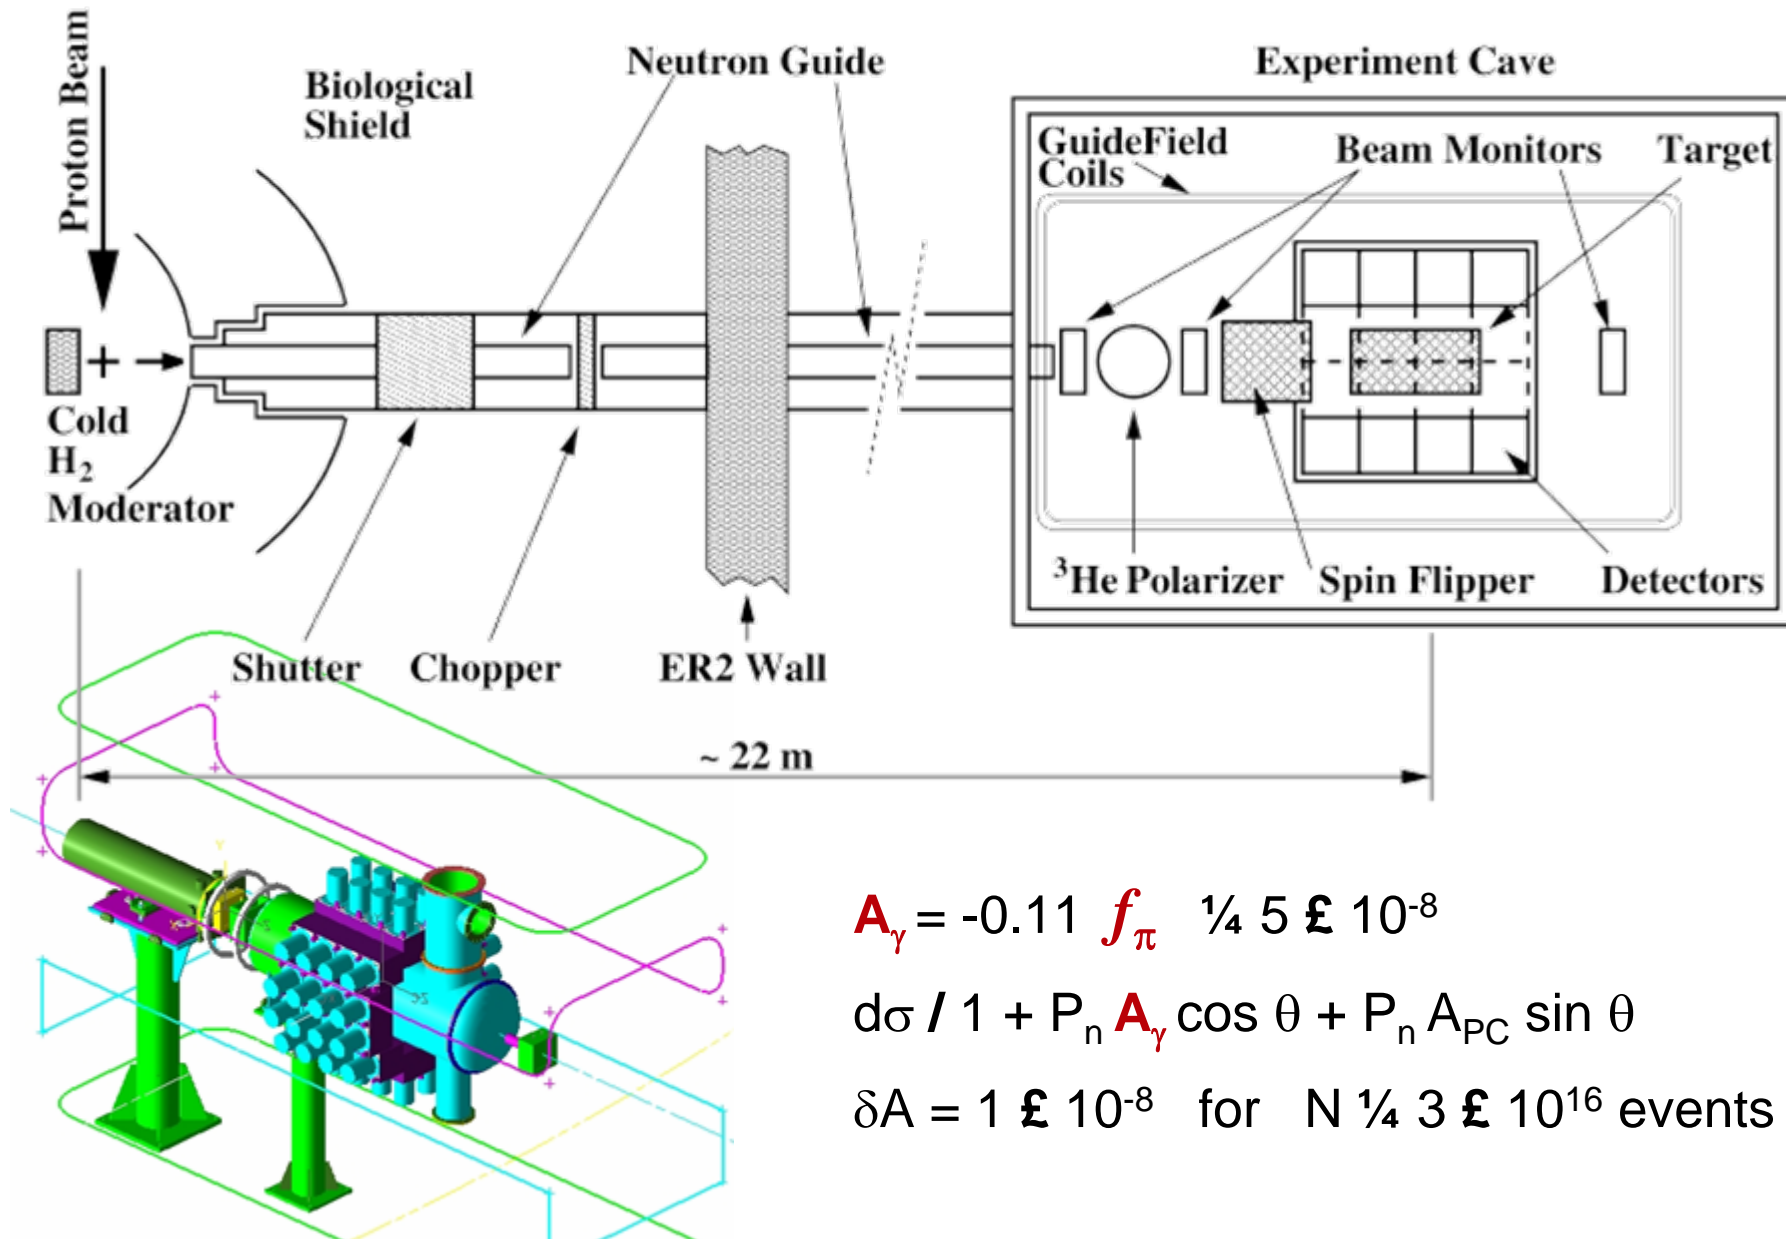 Proton Beam
Biological
Shield
Neutron Guide
Experiment Cave
GuideField
Coils
Beam Monitors
Target
Cold
H₂
Moderator
³He Polarizer
Spin Flipper
Detectors
Shutter
Chopper
ER2 Wall
~ 22 m
Aᵧ = -0.11 f_π ¼ 5 £ 10⁻⁸
dσ / 1 + Pₙ Aᵧ cos θ + Pₙ A_PC sin θ
δA = 1 £ 10⁻⁸ for N ¼ 3 £ 10¹⁶ events